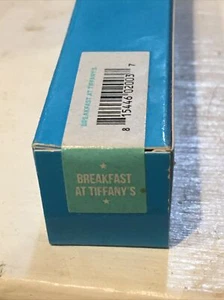 BREAKFAST AT TIFFANY'S
8 15446 02003 7
BREAKFAST
AT TIFFANY'S